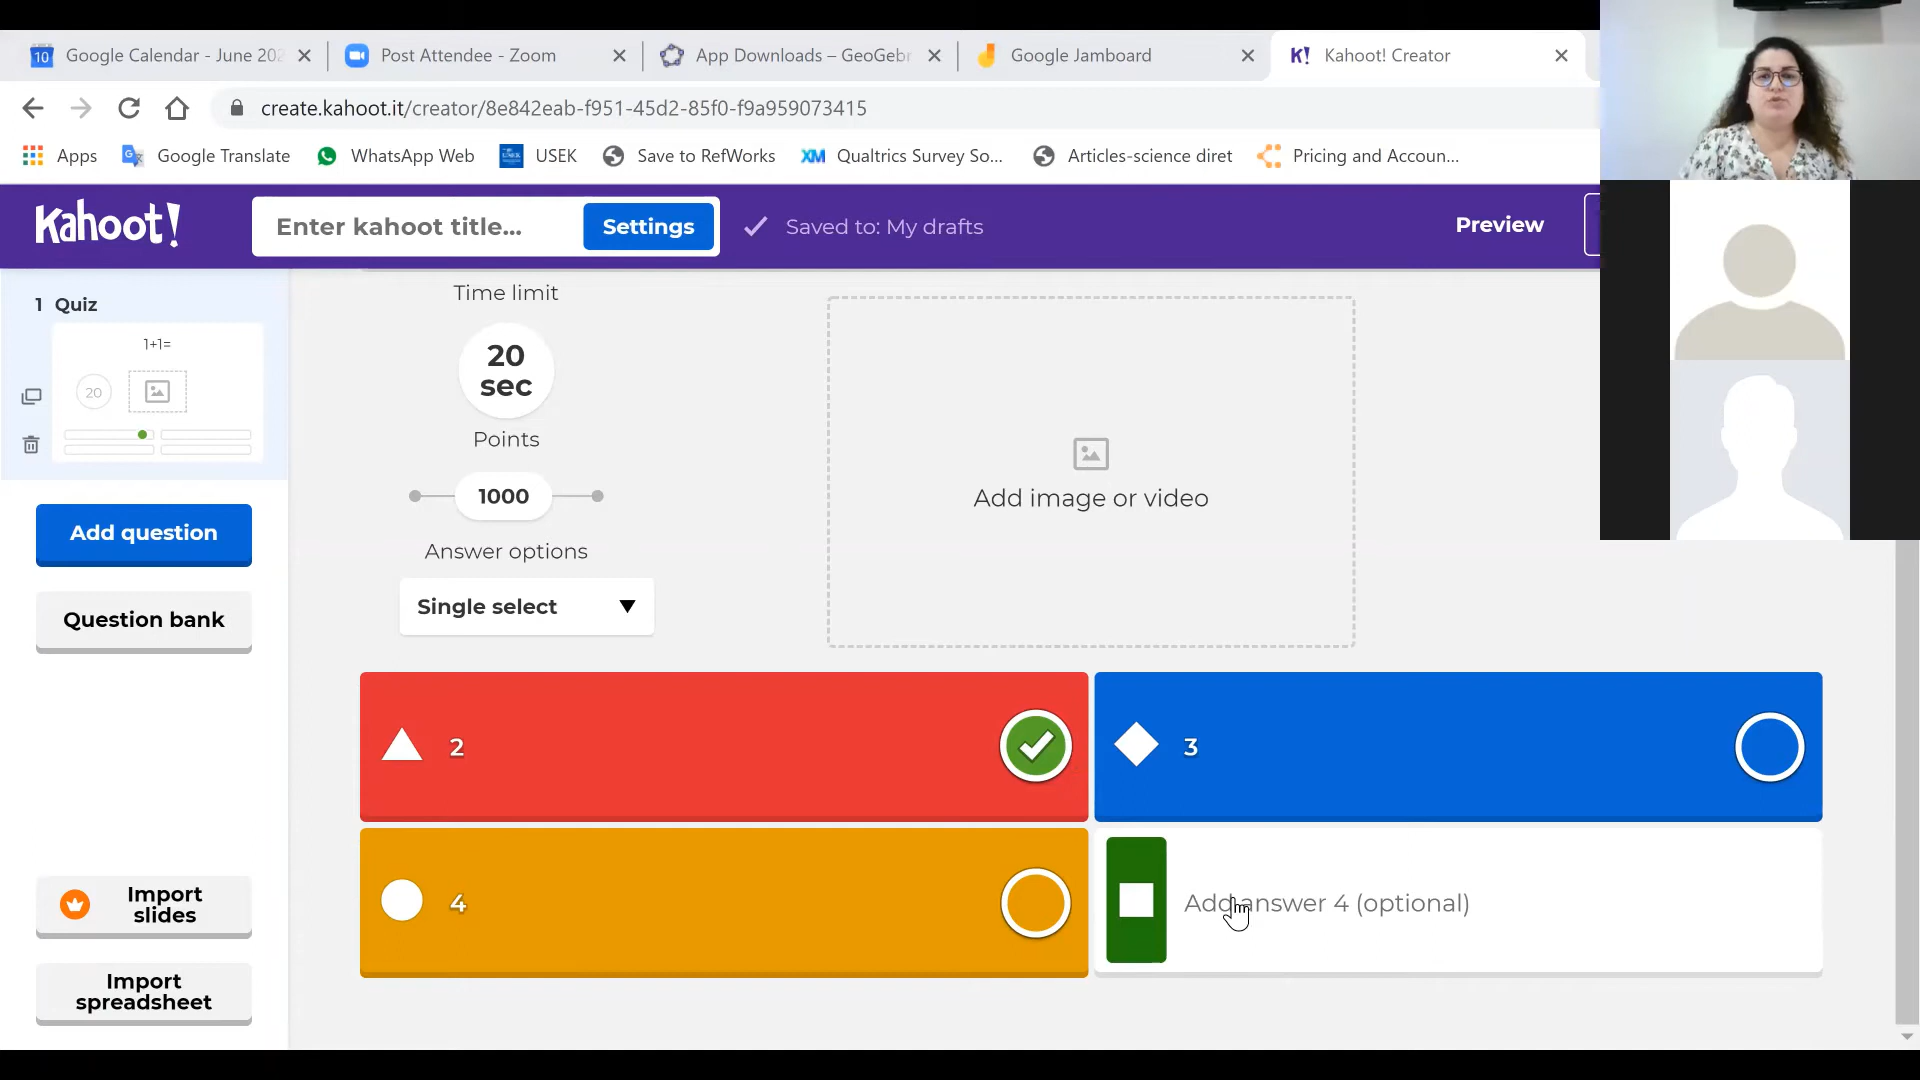 Google Calendar - June 202
Post Attendee - Zoom
App Downloads – GeoGebr
Google Jamboard
K! Kahoot! Creator
create.kahoot.it/creator/8e842eab-f951-45d2-85f0-f9a959073415
Apps
Google Translate
WhatsApp Web
USEK
Save to RefWorks
XM Qualtrics Survey So...
Articles-science diret
Pricing and Accoun...
Kahoot!
Enter kahoot title...
Settings
Saved to: My drafts
Preview
1 Quiz
1+1=
20
Add question
Question bank
Import
slides
Import
spreadsheet
Time limit
20
sec
Points
1000
Answer options
Single select
Add image or video
2
3
4
Add answer 4 (optional)